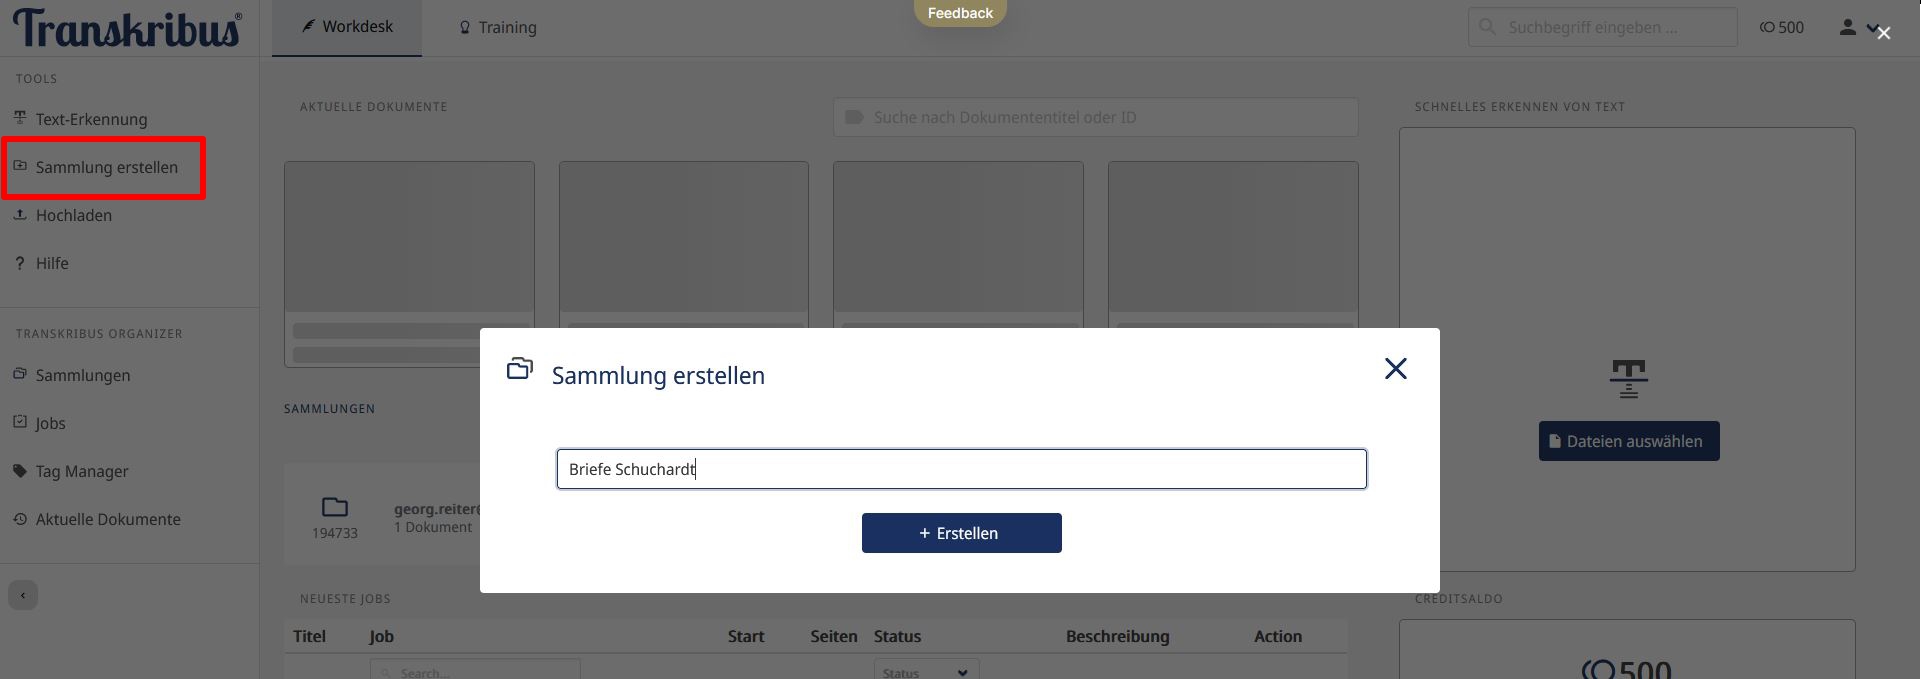 Transkribus®
Workdesk
Training
Feedback
Suchbegriff eingeben ...
500
TOOLS
Text-Erkennung
Sammlung erstellen
Hochladen
? Hilfe
TRANSKRIBUS ORGANIZER
Sammlungen
Jobs
Tag Manager
Aktuelle Dokumente
AKTUELLE DOKUMENTE
Suche nach Dokumententitel oder ID
SCHNELLES ERKENNEN VON TEXT
Dateien auswählen
SAMMLUNGEN
194733
georg.reiter
1 Dokument
Sammlung erstellen
Briefe Schuchardt
+ Erstellen
NEUESTE JOBS
Titel Job Start Seiten Status Beschreibung Action
Search...
Status
CREDITSALDO
500